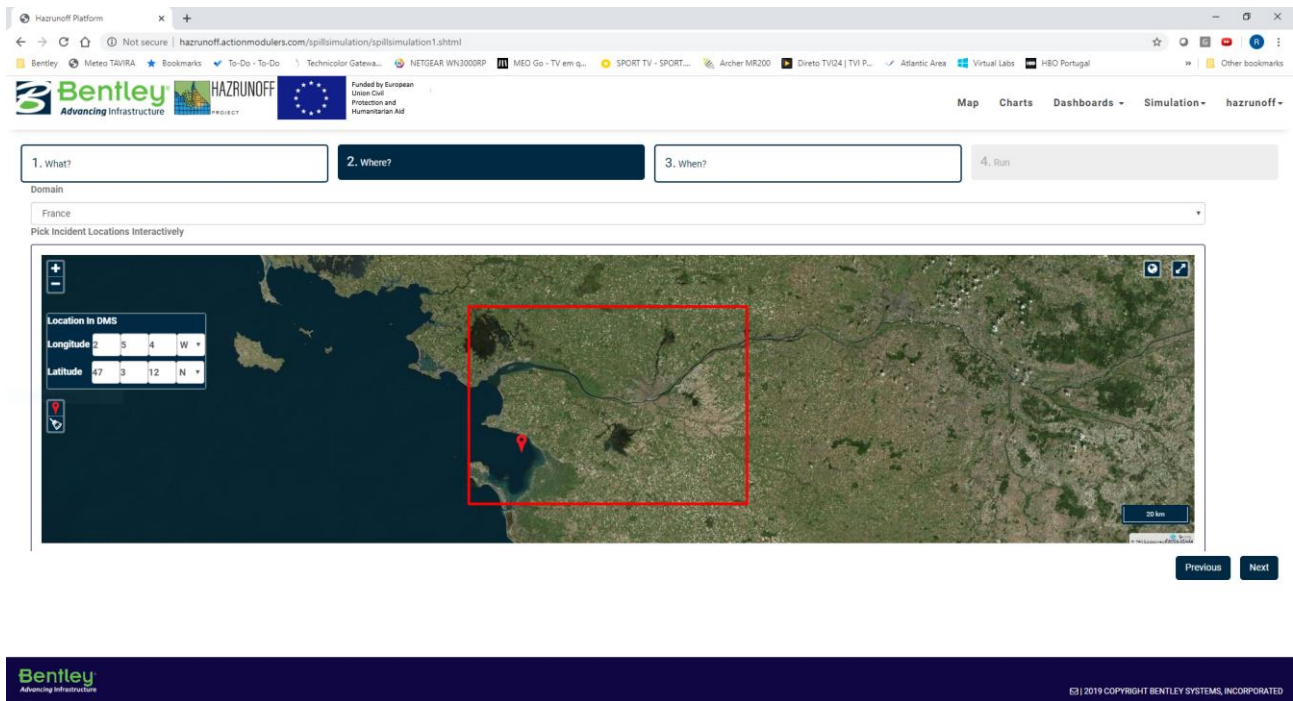 Hazrunoff Platform
Not secure | hazrunoff.actionmodulers.com/spillsimulation/spillsimulation1.shtml
Bentley Meteo TAVIRA Bookmarks To-Do - To-Do Technicolor Gatewa... NETGEAR WN3000RP MEO Go - TV em q... SPORT TV - SPORT.... Archer MR200 Direto TVI24 | TVI P... Atlantic Area Virtual Labs HBO Portugal » Other bookmarks
Bentley
Advancing Infrastructure
HAZRUNOFF
PROJECT
Funded by European
Union Civil
Protection and
Humanitarian Aid
Map Charts Dashboards Simulation hazrunoff
1. What? 2. Where? 3. When? 4. Run
Domain
France
Pick Incident Locations Interactively
+
-
Location In DMS
Longitude 2 5 4 W
Latitude 47 3 12 N
20 km
Previous Next
Bentley
Advancing Infrastructure
| 2019 COPYRIGHT BENTLEY SYSTEMS, INCORPORATED